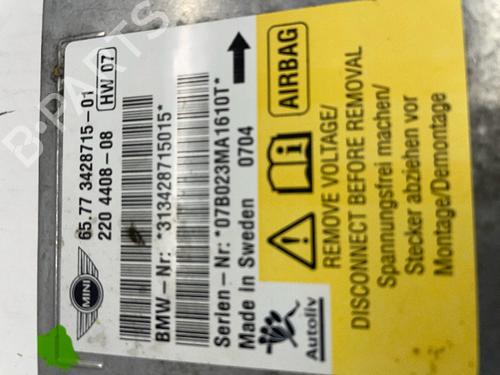 65.77 3428715-01
220 4408-08
HW 07
MINI
BMW-Nr: *313428715015*
Serien-Nr: *07B023MA1610T*
Made in Sweden 0704
Autoliv
AIRBAG
REMOVE VOLTAGE/
DISCONNECT BEFORE REMOVAL
Spannungsfrei machen/
Stecker abziehen vor
Montage/Demontage
B-PARTS